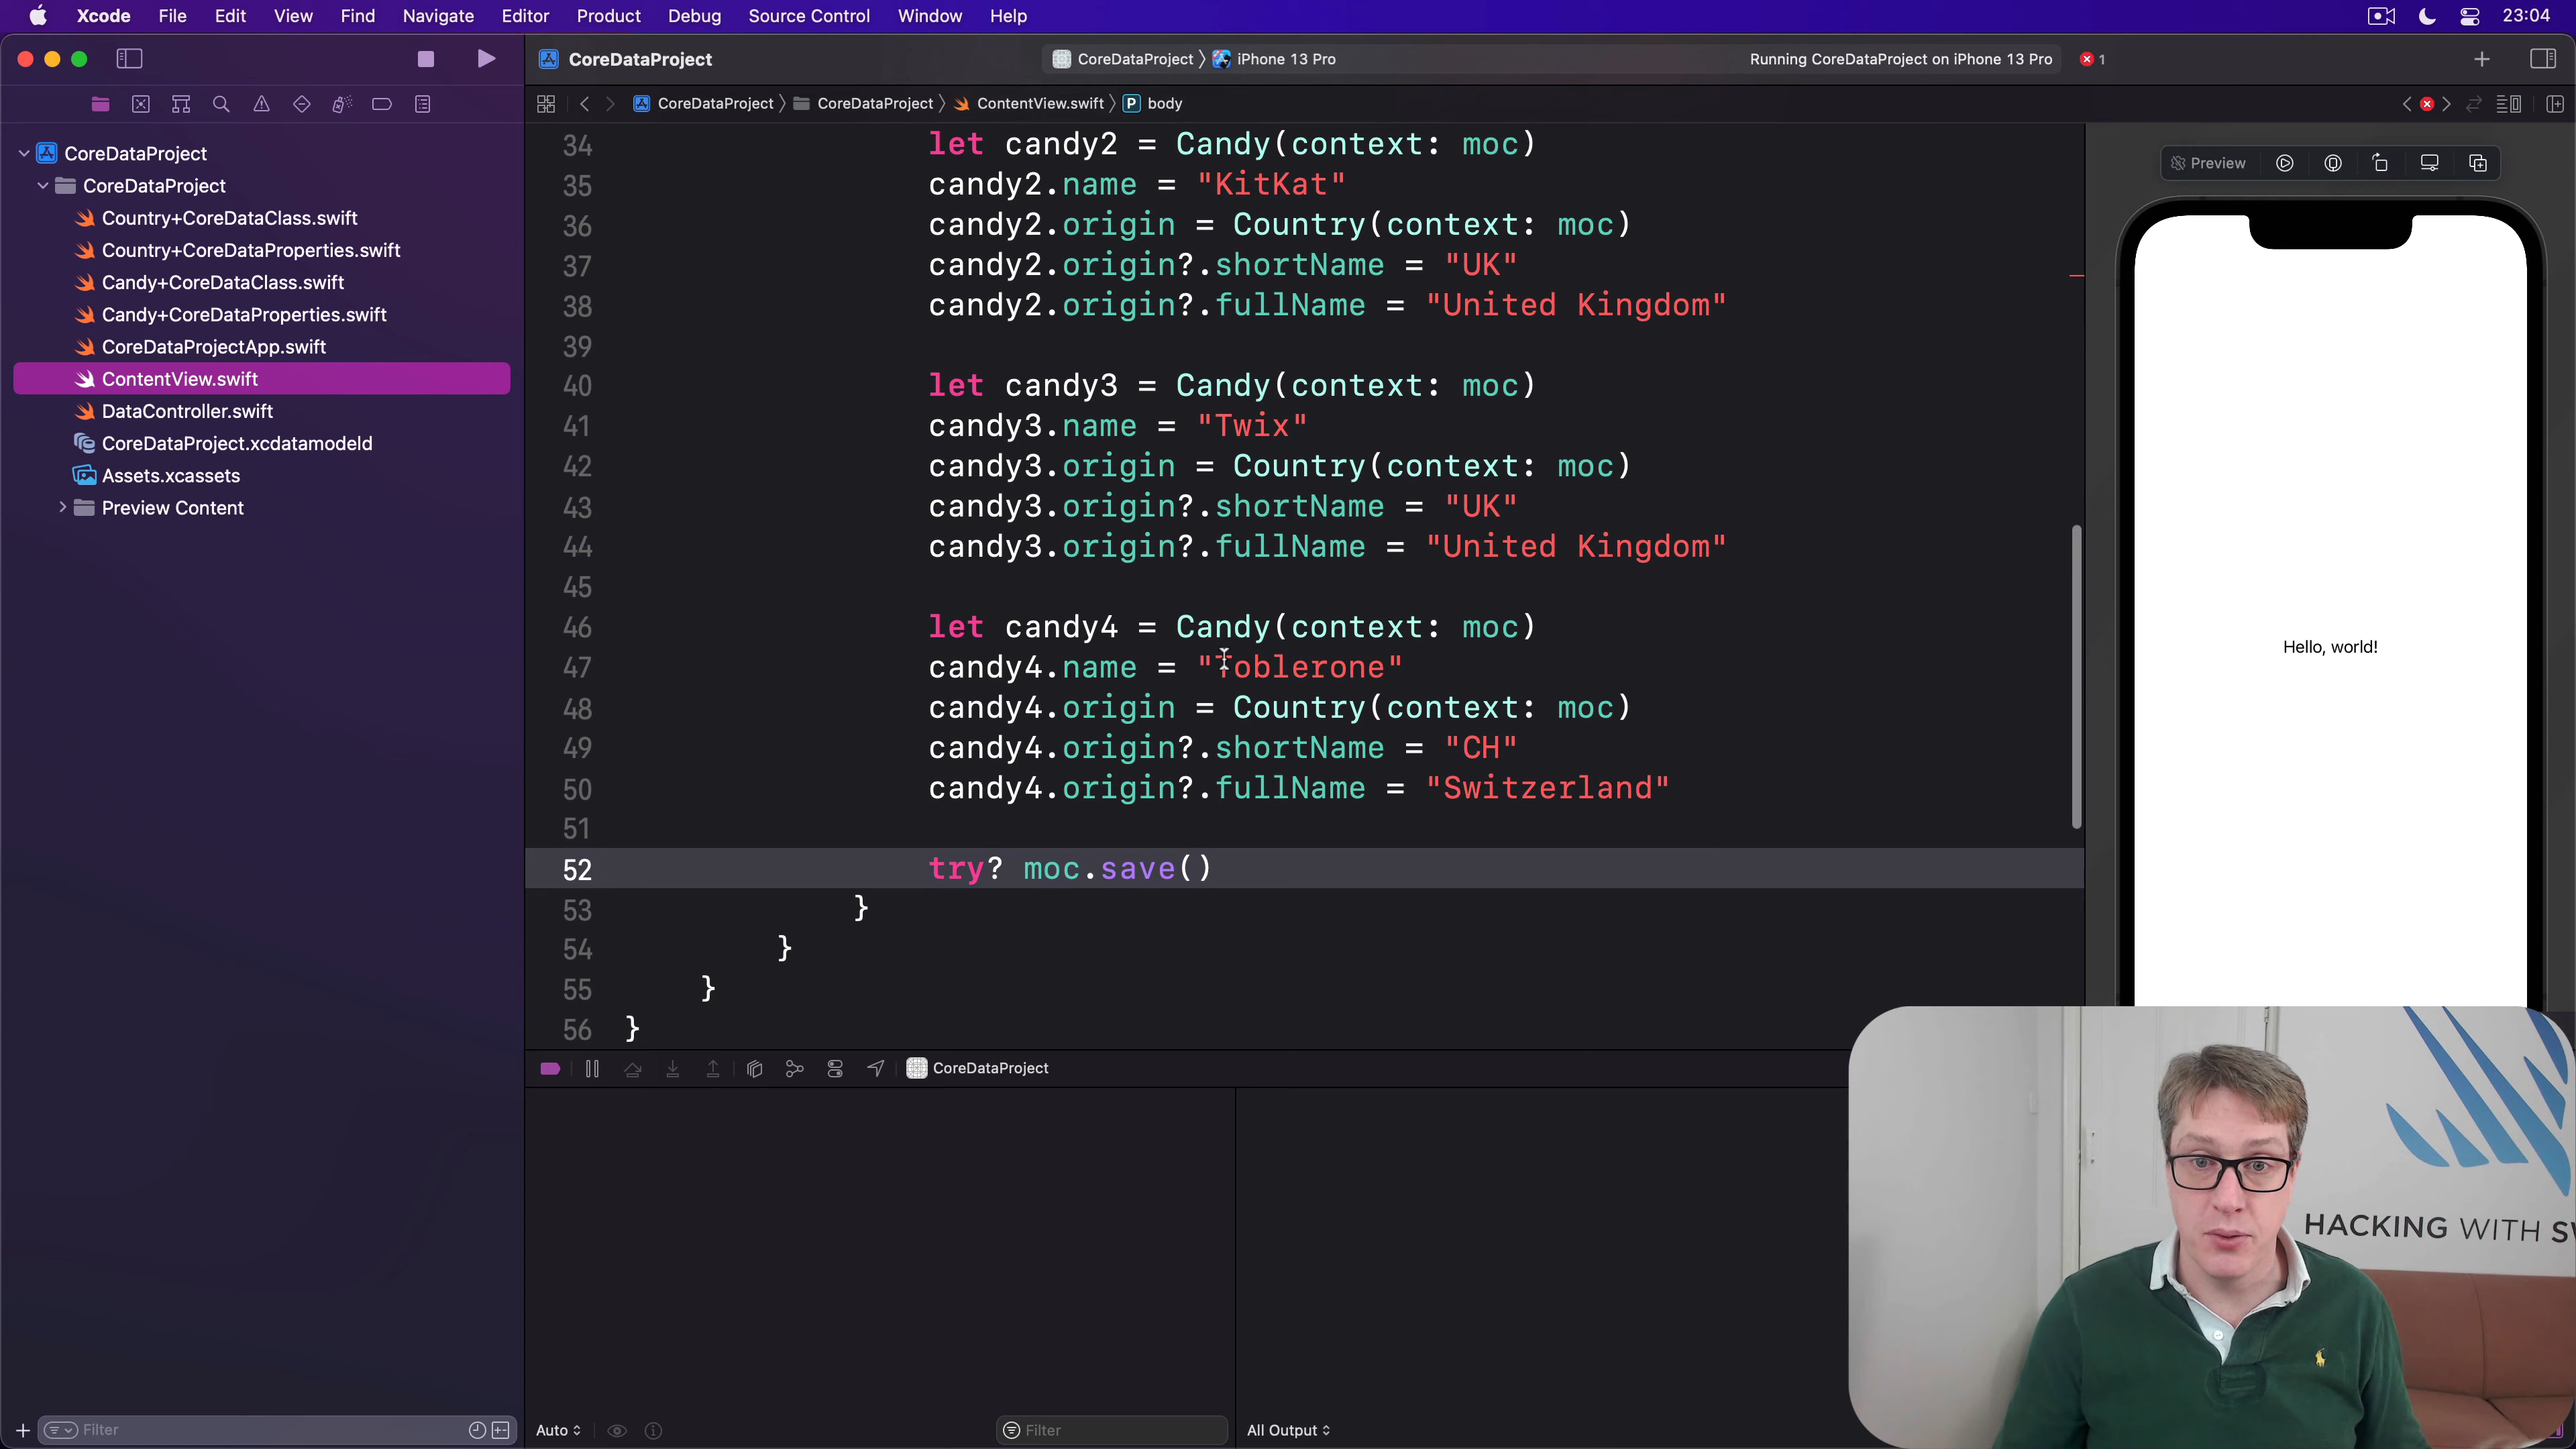 Xcode File Edit View Find Navigate Editor Product Debug Source Control Window Help 23:04
CoreDataProject CoreDataProject iPhone 13 Pro Running CoreDataProject on iPhone 13 Pro 1
CoreDataProject CoreDataProject ContentView.swift P body
CoreDataProject
CoreDataProject
Country+CoreDataClass.swift
Country+CoreDataProperties.swift
Candy+CoreDataClass.swift
Candy+CoreDataProperties.swift
CoreDataProjectApp.swift
ContentView.swift
DataController.swift
CoreDataProject.xcdatamodeld
Assets.xcassets
Preview Content
Filter
34 let candy2 = Candy(context: moc)
35 candy2.name = "KitKat"
36 candy2.origin = Country(context: moc)
37 candy2.origin?.shortName = "UK"
38 candy2.origin?.fullName = "United Kingdom"
39
40 let candy3 = Candy(context: moc)
41 candy3.name = "Twix"
42 candy3.origin = Country(context: moc)
43 candy3.origin?.shortName = "UK"
44 candy3.origin?.fullName = "United Kingdom"
45
46 let candy4 = Candy(context: moc)
47 candy4.name = "Toblerone"
48 candy4.origin = Country(context: moc)
49 candy4.origin?.shortName = "CH"
50 candy4.origin?.fullName = "Switzerland"
51
52 try? moc.save()
53 }
54 }
55 }
56 }
CoreDataProject
Auto Filter All Output
Preview
Hello, world!
HACKING WITH